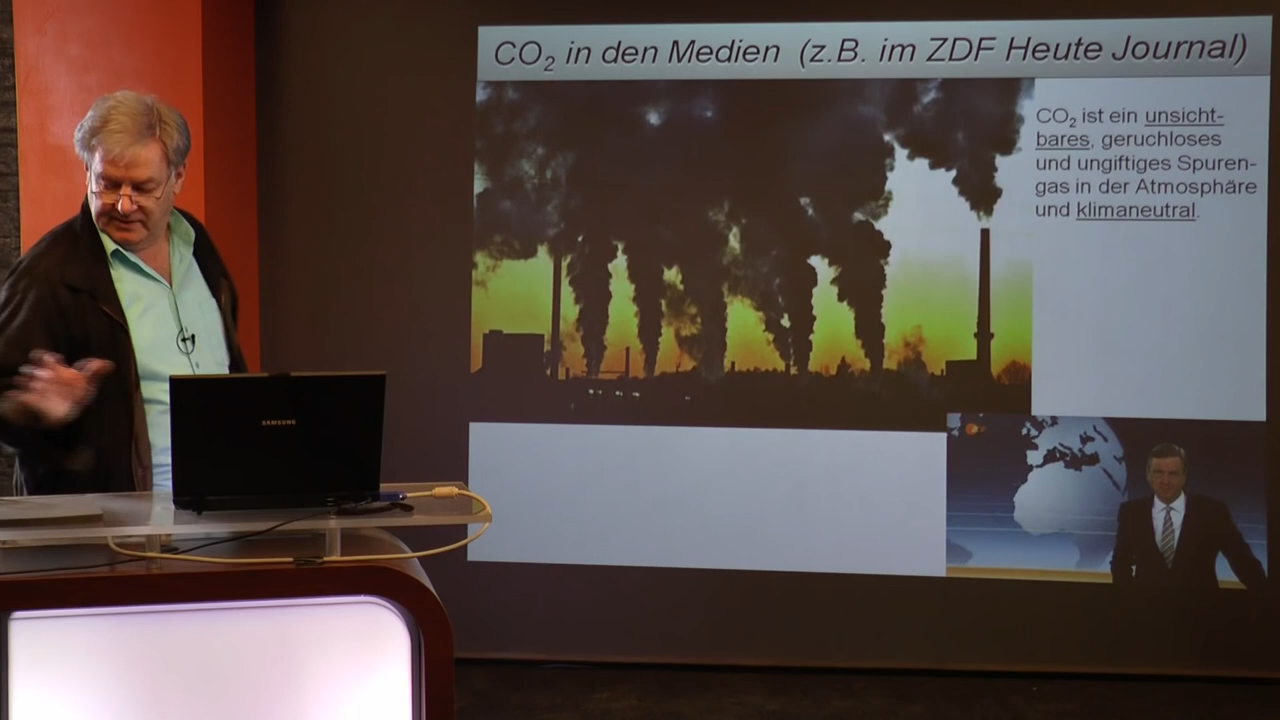 CO₂ in den Medien (z.B. im ZDF Heute Journal)
CO₂ ist ein unsicht-
bares, geruchloses
und ungiftiges Spuren-
gas in der Atmosphäre
und klimaneutral.
SAMSUNG